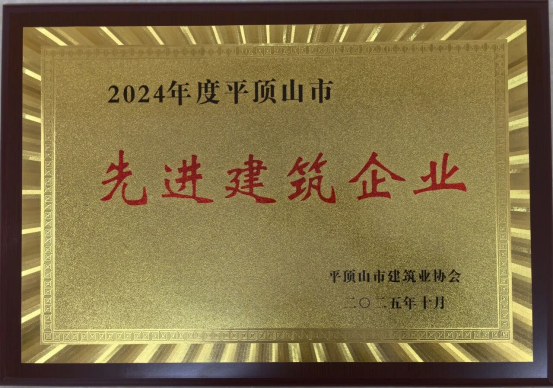 2024年度平顶山市
先进建筑企业
平顶山市建筑业协会
二〇二五年十月